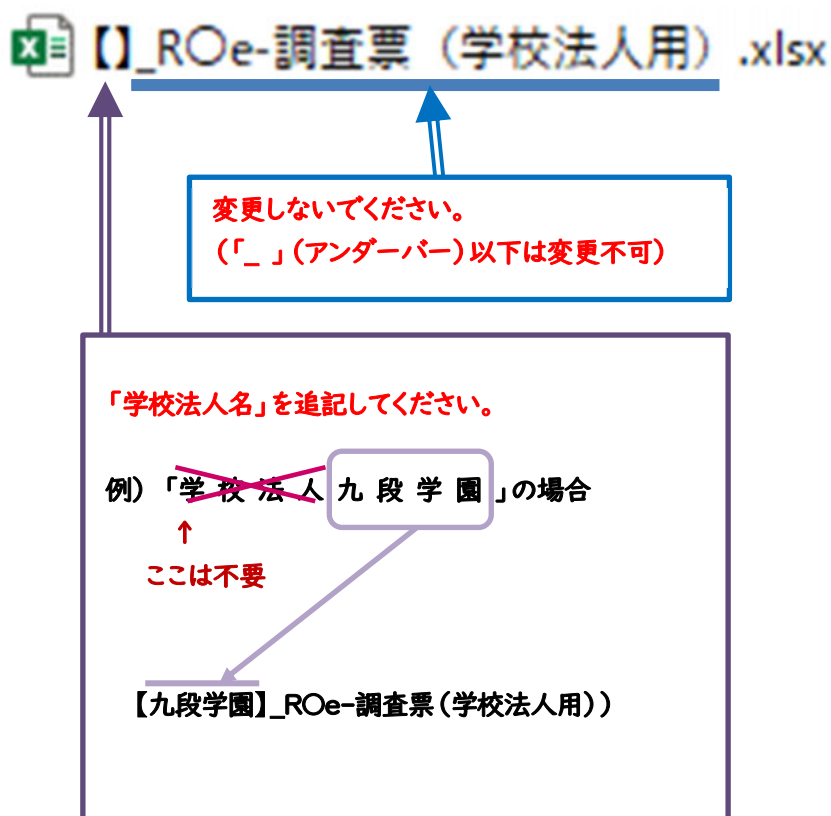 【】_ROe-調査票（学校法人用）.xlsx
変更しないでください。
（「_ 」（アンダーバー）以下は変更不可）
「学校法人名」を追記してください。
例）「学 校 法 人 九 段 学 園 」の場合
↑
ここは不要
【九段学園】_ROe-調査票（学校法人用））